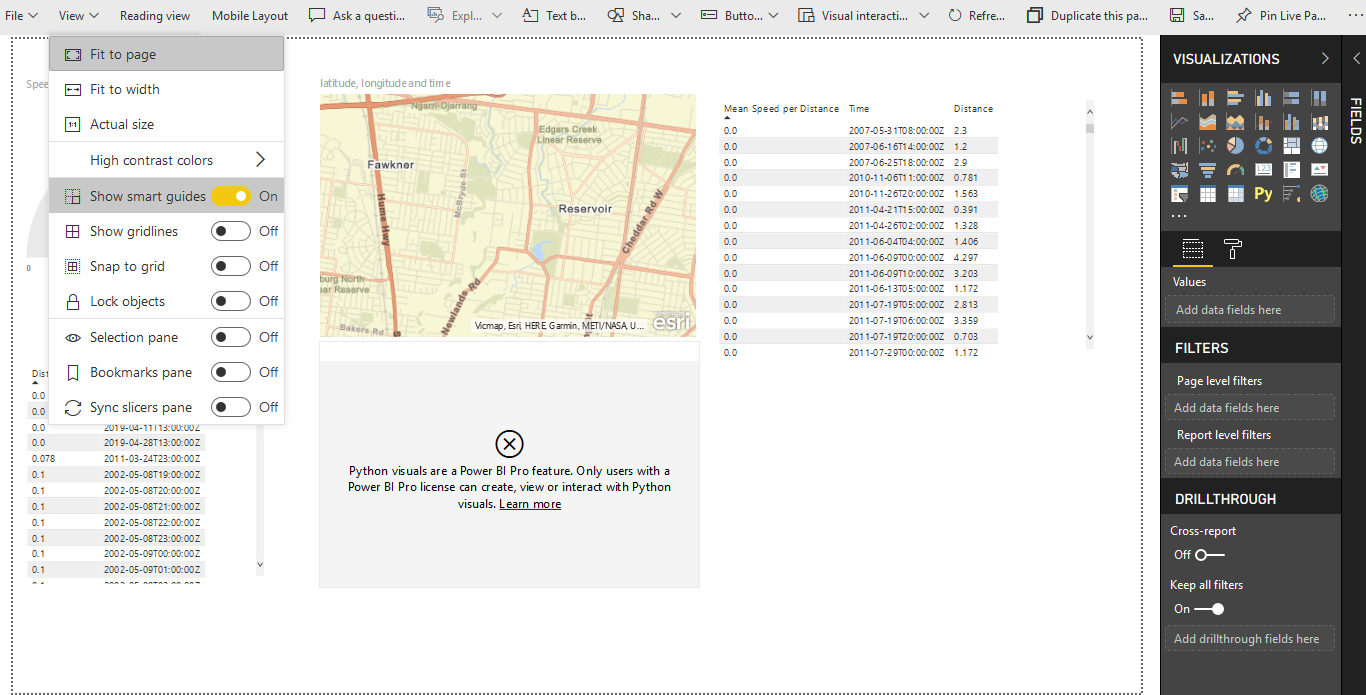 File View Reading view Mobile Layout Ask a questi... Expl... Text b... Sha... Butto... Visual interacti... Refre... Duplicate this pa... Sa... Pin Live Pa...
Fit to page
Fit to width
Actual size
High contrast colors
Show smart guides On
Show gridlines Off
Snap to grid Off
Lock objects Off
Selection pane Off
Bookmarks pane Off
Sync slicers pane Off
Spee
0
Dist
0.0
0.0
0.0 2019-04-11T13:00:00Z
0.0 2019-04-28T13:00:00Z
0.078 2011-03-24T23:00:00Z
0.1 2002-05-08T19:00:00Z
0.1 2002-05-08T20:00:00Z
0.1 2002-05-08T21:00:00Z
0.1 2002-05-08T22:00:00Z
0.1 2002-05-08T23:00:00Z
0.1 2002-05-09T00:00:00Z
0.1 2002-05-09T01:00:00Z
latitude, longitude and time
Ngarri-Djarrang
Edgars Creek
Linear Reserve
Fawkner
McBryde St
Reservoir
Hume Hwy
Cheddar Rd W
burg North
ar Reserve
Newlands Rd
Bakers Rd
Vicmap, Esri, HERE, Garmin, METI/NASA, U...
esri
Python visuals are a Power BI Pro feature. Only users with a
Power BI Pro license can create, view or interact with Python
visuals. Learn more
Mean Speed per Distance Time Distance
0.0 2007-05-31T08:00:00Z 2.3
0.0 2007-06-16T14:00:00Z 1.2
0.0 2007-06-25T18:00:00Z 2.9
0.0 2010-11-06T11:00:00Z 0.781
0.0 2010-11-26T20:00:00Z 1.563
0.0 2011-04-21T15:00:00Z 0.391
0.0 2011-04-26T02:00:00Z 1.328
0.0 2011-06-04T04:00:00Z 1.406
0.0 2011-06-09T00:00:00Z 4.297
0.0 2011-06-09T10:00:00Z 3.203
0.0 2011-06-13T05:00:00Z 1.172
0.0 2011-07-19T05:00:00Z 2.813
0.0 2011-07-19T06:00:00Z 3.359
0.0 2011-07-19T20:00:00Z 0.703
0.0 2011-07-29T00:00:00Z 1.172
VISUALIZATIONS
123
Py
...
Values
Add data fields here
FILTERS
Page level filters
Add data fields here
Report level filters
Add data fields here
DRILLTHROUGH
Cross-report
Off
Keep all filters
On
Add drillthrough fields here
FIELDS